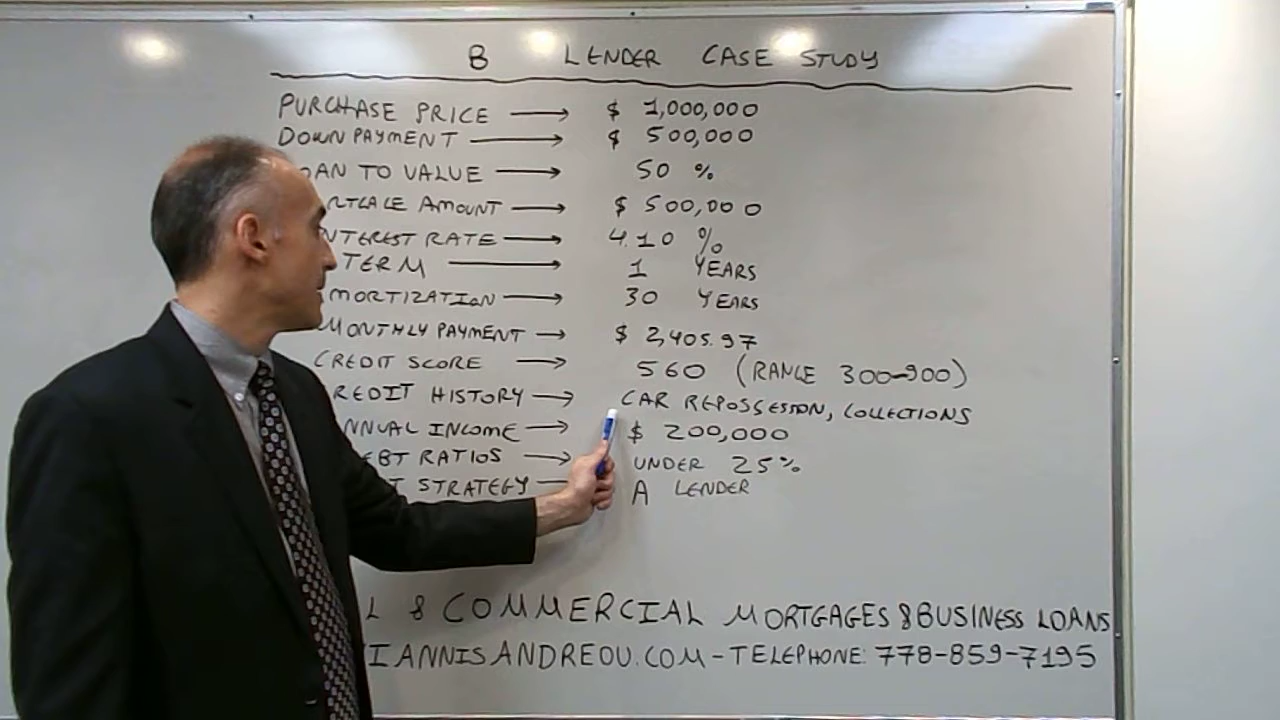 B LENDER CASE STUDY
PURCHASE PRICE → $ 1,000,000
DOWN PAYMENT → $ 500,000
OAN TO VALUE → 50 %
RTGAGE AMOUNT → $ 500,000
NTEREST RATE → 4.10 %
TERM → 1 YEARS
MORTIZATION → 30 YEARS
MONTHLY PAYMENT → $ 2,405.97
CREDIT SCORE → 560 (RANGE 300-900)
REDIT HISTORY → CAR REPOSSESSION, COLLECTIONS
NNUAL INCOME → $ 200,000
EBT RATIOS → UNDER 25%
T STRATEGY → A LENDER
L & COMMERCIAL MORTGAGES & BUSINESS LOANS
IANNISANDREOU.COM - TELEPHONE: 778-859-7195